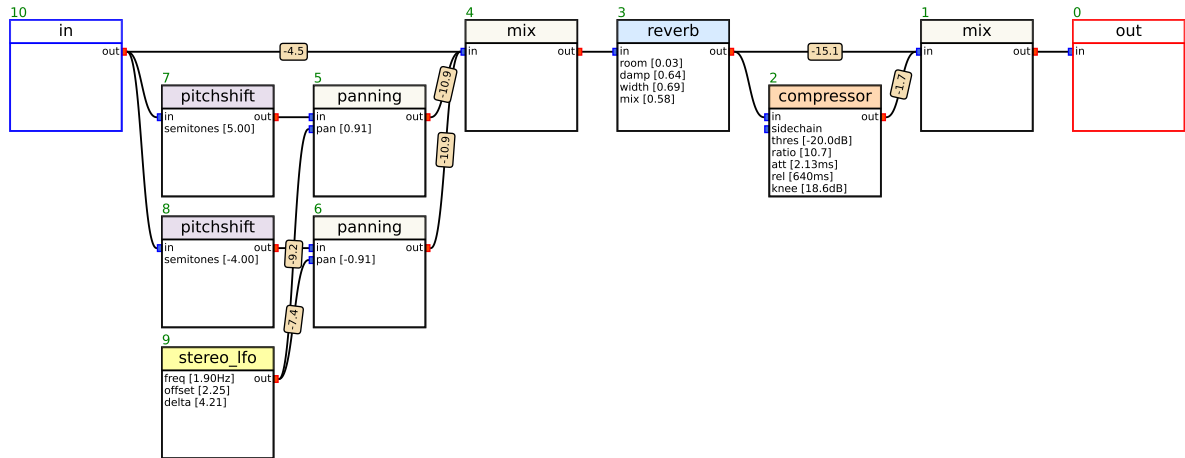 10
in
out
-4.5
7
pitchshift
in
out
semitones [5.00]
8
pitchshift
in
out
semitones [-4.00]
9
stereo_lfo
freq [1.90Hz]
out
offset [2.25]
delta [4.21]
-9.2
-7.4
5
panning
in
out
pan [0.91]
6
panning
in
out
pan [-0.91]
-10.9
-10.9
4
mix
in
out
3
reverb
in
out
room [0.03]
damp [0.64]
width [0.69]
mix [0.58]
-15.1
2
compressor
in
out
sidechain
thres [-20.0dB]
ratio [10.7]
att [2.13ms]
rel [640ms]
knee [18.6dB]
-1.7
1
mix
in
out
0
out
in